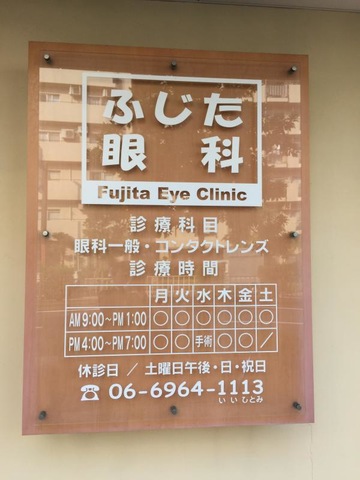 ふじた
眼科
Fujita Eye Clinic
診療科目
眼科一般・コンタクトレンズ
診療時間
月 火 水 木 金 土
AM 9:00〜PM 1:00 ○ ○ ○ ○ ○ ○
PM 4:00〜PM 7:00 ○ ○ 手術 ○ ○ ／
休診日 ／ 土曜日午後・日・祝日
☎ 06-6964-1113
いいひとみ